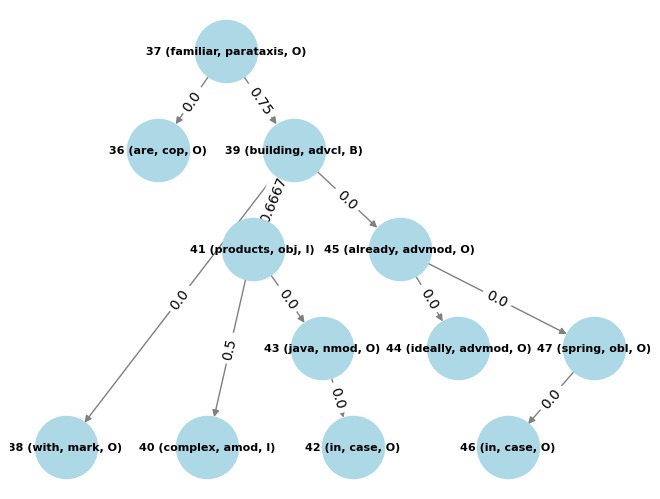 37 (familiar, parataxis, O)
0.0
0.75
36 (are, cop, O)
39 (building, advcl, B)
0.6667
0.0
41 (products, obj, I)
45 (already, advmod, O)
0.0
0.0
0.0
0.0
0.5
43 (java, nmod, O)
44 (ideally, advmod, O)
47 (spring, obl, O)
0.0
0.0
38 (with, mark, O)
40 (complex, amod, I)
42 (in, case, O)
46 (in, case, O)